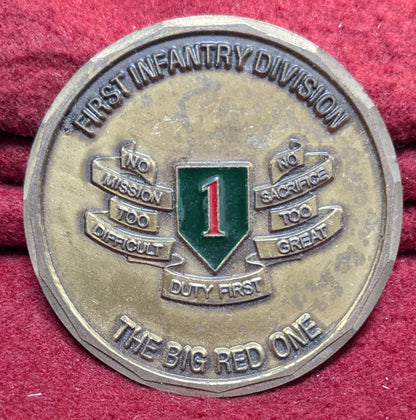 FIRST INFANTRY DIVISION
NO
MISSION
TOO
DIFFICULT
NO
SACRIFICE
TOO
GREAT
1
DUTY FIRST
THE BIG RED ONE